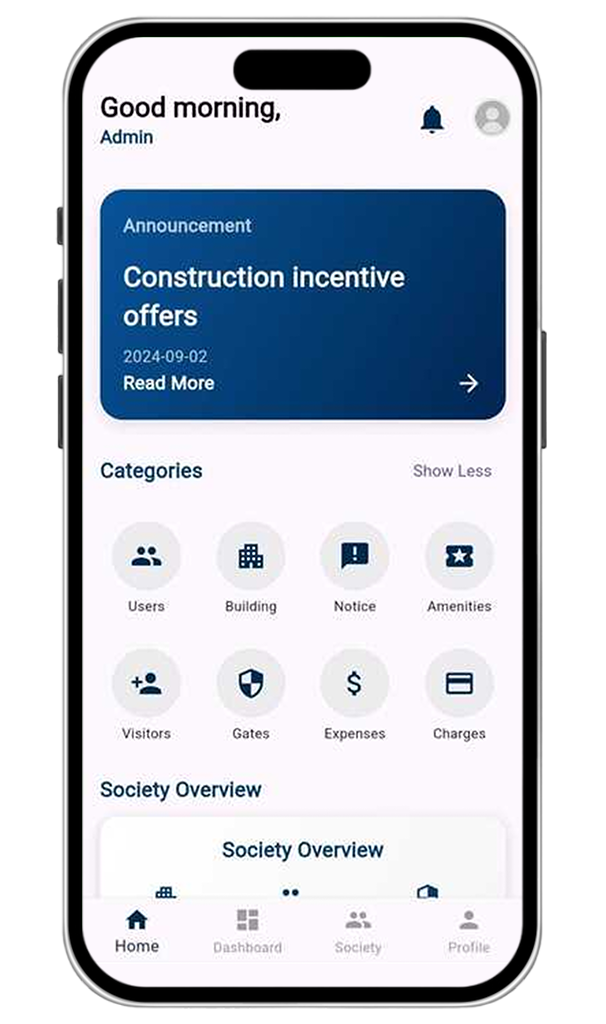 Good morning,
Admin
Announcement
Construction incentive
offers
2024-09-02
Read More
Categories
Show Less
Users
Building
Notice
Amenities
Visitors
Gates
Expenses
Charges
Society Overview
Society Overview
Home
Dashboard
Society
Profile